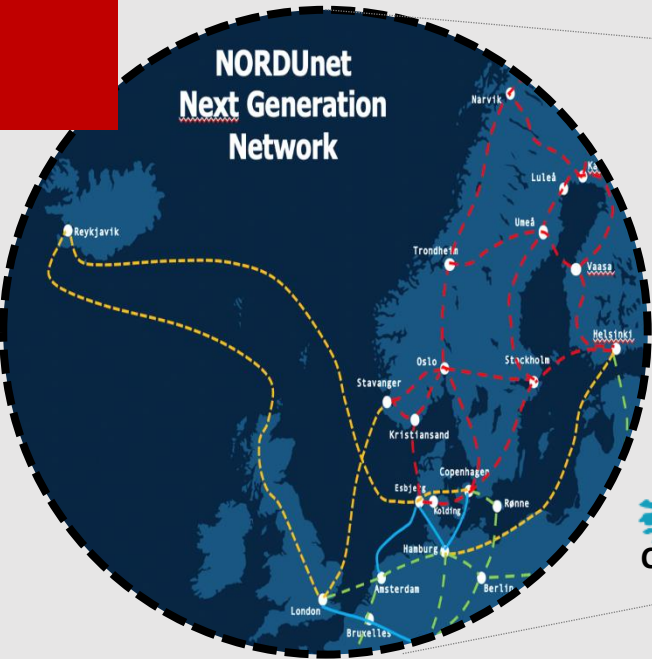 NORDUnet
Next Generation
Network
Narvik
Luleå
Umeå
Reykjavik
Trondheim
Vaasa
Helsinki
Oslo
Stockholm
Stavanger
Kristiansand
Copenhagen
Esbjerg
Kolding
Rønne
Hamburg
Amsterdam
Berlin
London
Bruxelles